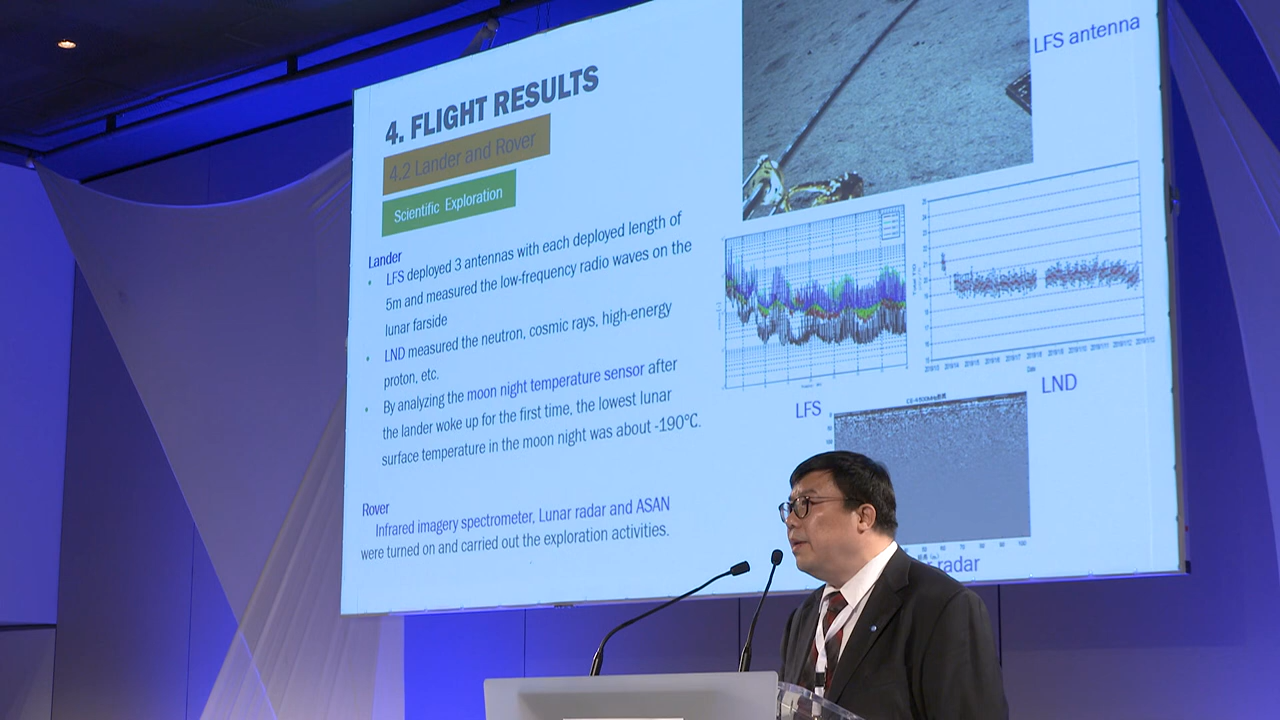 4. FLIGHT RESULTS
4.2 Lander and Rover
Scientific Exploration
Lander
• LFS deployed 3 antennas with each deployed length of
5m and measured the low-frequency radio waves on the
lunar farside
• LND measured the neutron, cosmic rays, high-energy
proton, etc.
• By analyzing the moon night temperature sensor after
the lander woke up for the first time, the lowest lunar
surface temperature in the moon night was about -190°C.
Rover
Infrared imagery spectrometer, Lunar radar and ASAN
were turned on and carried out the exploration activities.
LFS antenna
LFS
LND
radar